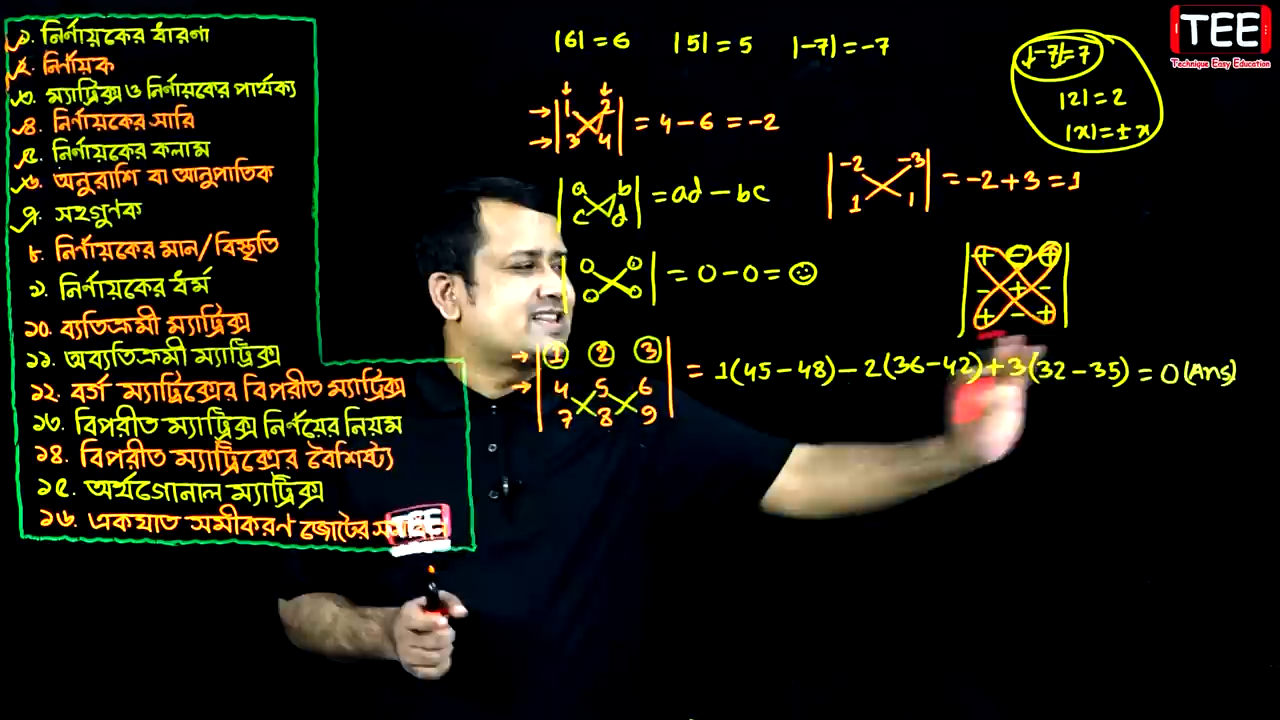 ১. নির্ণায়কের ধারণা
২. নির্ণায়ক
৩. ম্যাট্রিক্স ও নির্ণায়কের পার্থক্য
৪. নির্ণায়কের সারি
৫. নির্ণায়কের কলাম
৬. অনুরাশি বা আনুপাতিক
৭. সহগুণক
৮. নির্ণায়কের মান/বিস্তৃতি
৯. নির্ণায়কের ধর্ম
১০. ব্যতিক্রমী ম্যাট্রিক্স
১১. অব্যতিক্রমী ম্যাট্রিক্স
১২. বর্গ ম্যাট্রিক্সের বিপরীত ম্যাট্রিক্স
১৩. বিপরীত ম্যাট্রিক্স নির্ণয়ের নিয়ম
১৪. বিপরীত ম্যাট্রিক্সের বৈশিষ্ট্য
১৫. অর্থগোনাল ম্যাট্রিক্স
১৬. একঘাত সমীকরণ জোটের
|6| = 6 |5| = 5 |-7| = -7
|1 2|
|3 4| = 4 - 6 = -2
|a b|
|c d| = ad - bc
|0 0|
|0 0| = 0 - 0 = ☺
|1 2 3|
|4 5 6|
|7 8 9| = 1(45 - 48) - 2(36 - 42) + 3(32 - 35) = 0 (Ans)
|-7| = 7
|2| = 2
|x| = ± x
|-2 -3|
|1 1| = -2 + 3 = 1
|+ - +|
|- + -|
|+ - +|
TEE
Technique Easy Education
TEE